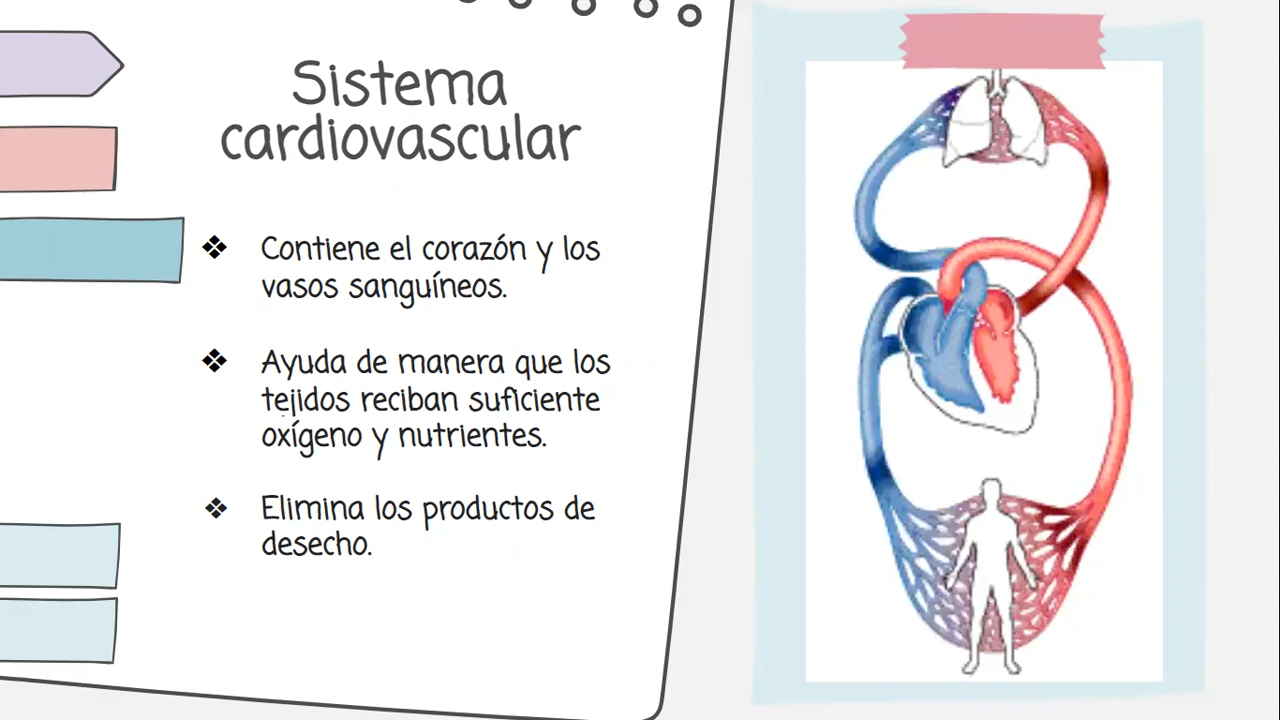 Sistema
cardiovascular
❖ Contiene el corazón y los
vasos sanguíneos.
❖ Ayuda de manera que los
tejidos reciban suficiente
oxígeno y nutrientes.
❖ Elimina los productos de
desecho.